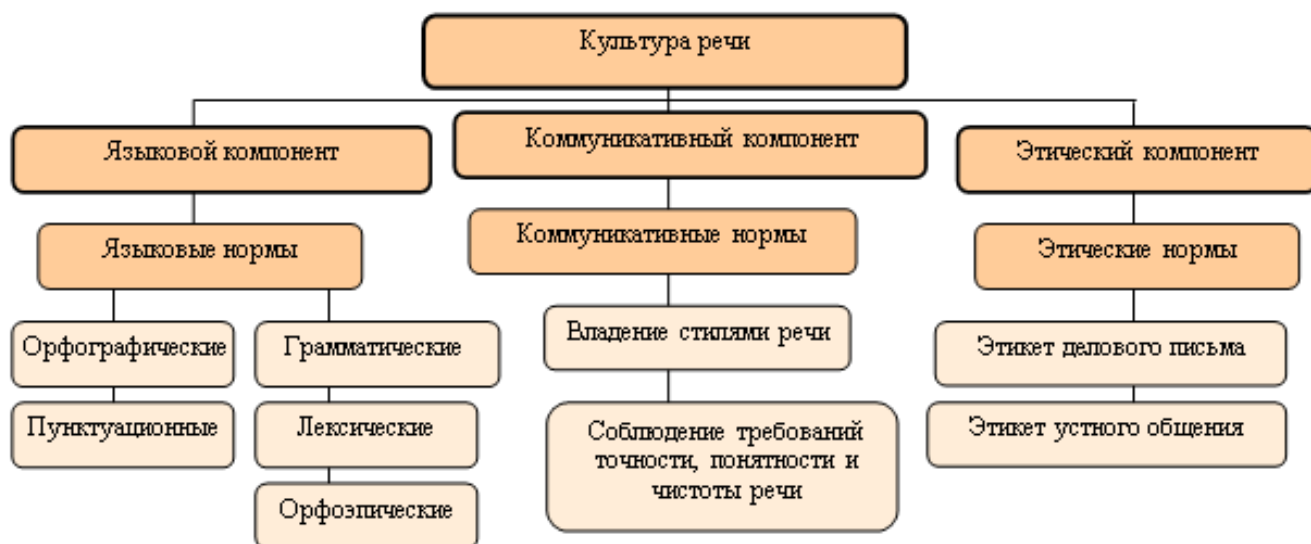 Культура речи
Языковой компонент
Коммуникативный компонент
Этический компонент
Языковые нормы
Коммуникативные нормы
Этические нормы
Орфографические
Грамматические
Владение стилями речи
Этикет делового письма
Пунктуационные
Лексические
Соблюдение требований
точности, понятности и
чистоты речи
Этикет устного общения
Орфоэпические